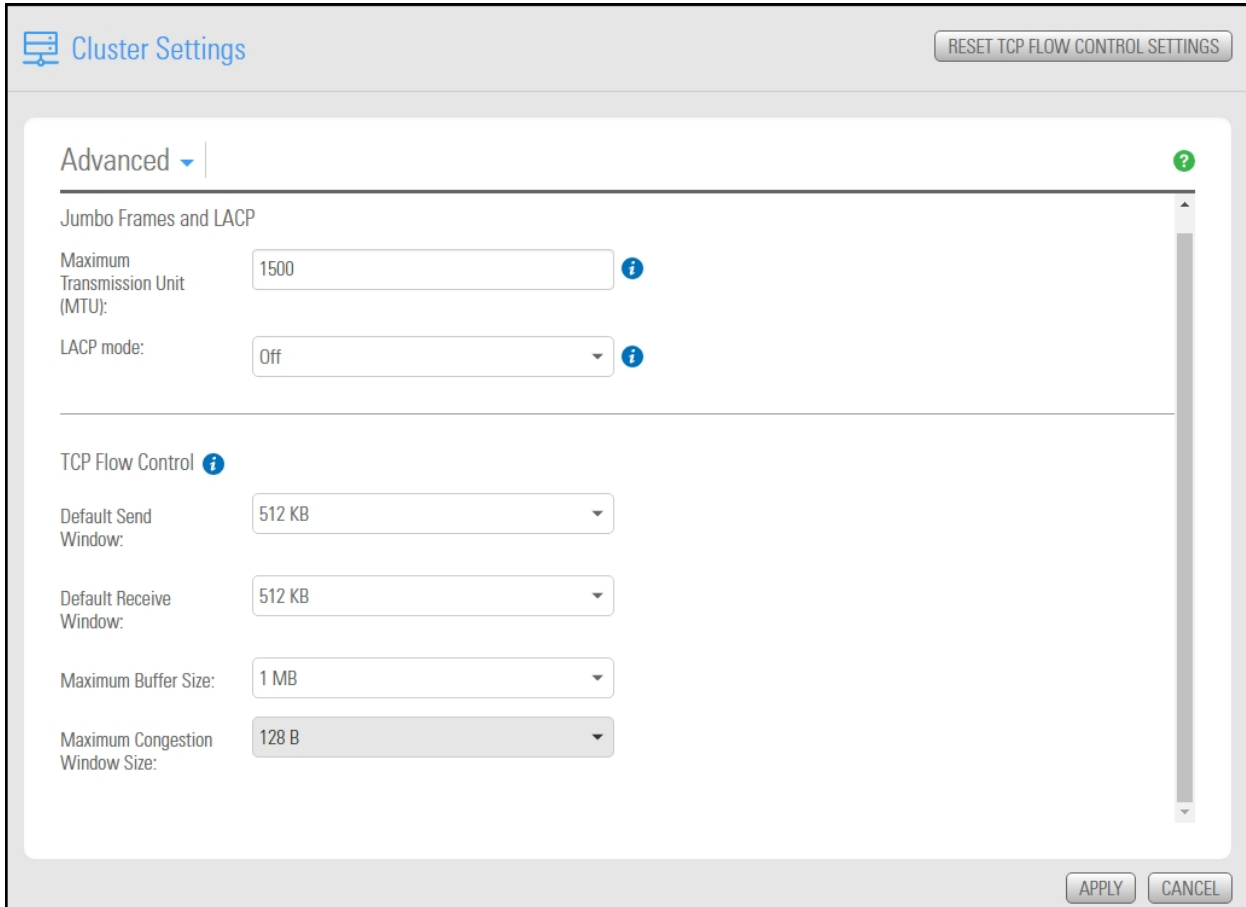 Cluster Settings
RESET TCP FLOW CONTROL SETTINGS
Advanced
?
Jumbo Frames and LACP
Maximum
Transmission Unit
(MTU):
1500
i
LACP mode:
Off
i
TCP Flow Control
i
Default Send
Window:
512 KB
Default Receive
Window:
512 KB
Maximum Buffer Size:
1 MB
Maximum Congestion
Window Size:
128 B
APPLY
CANCEL